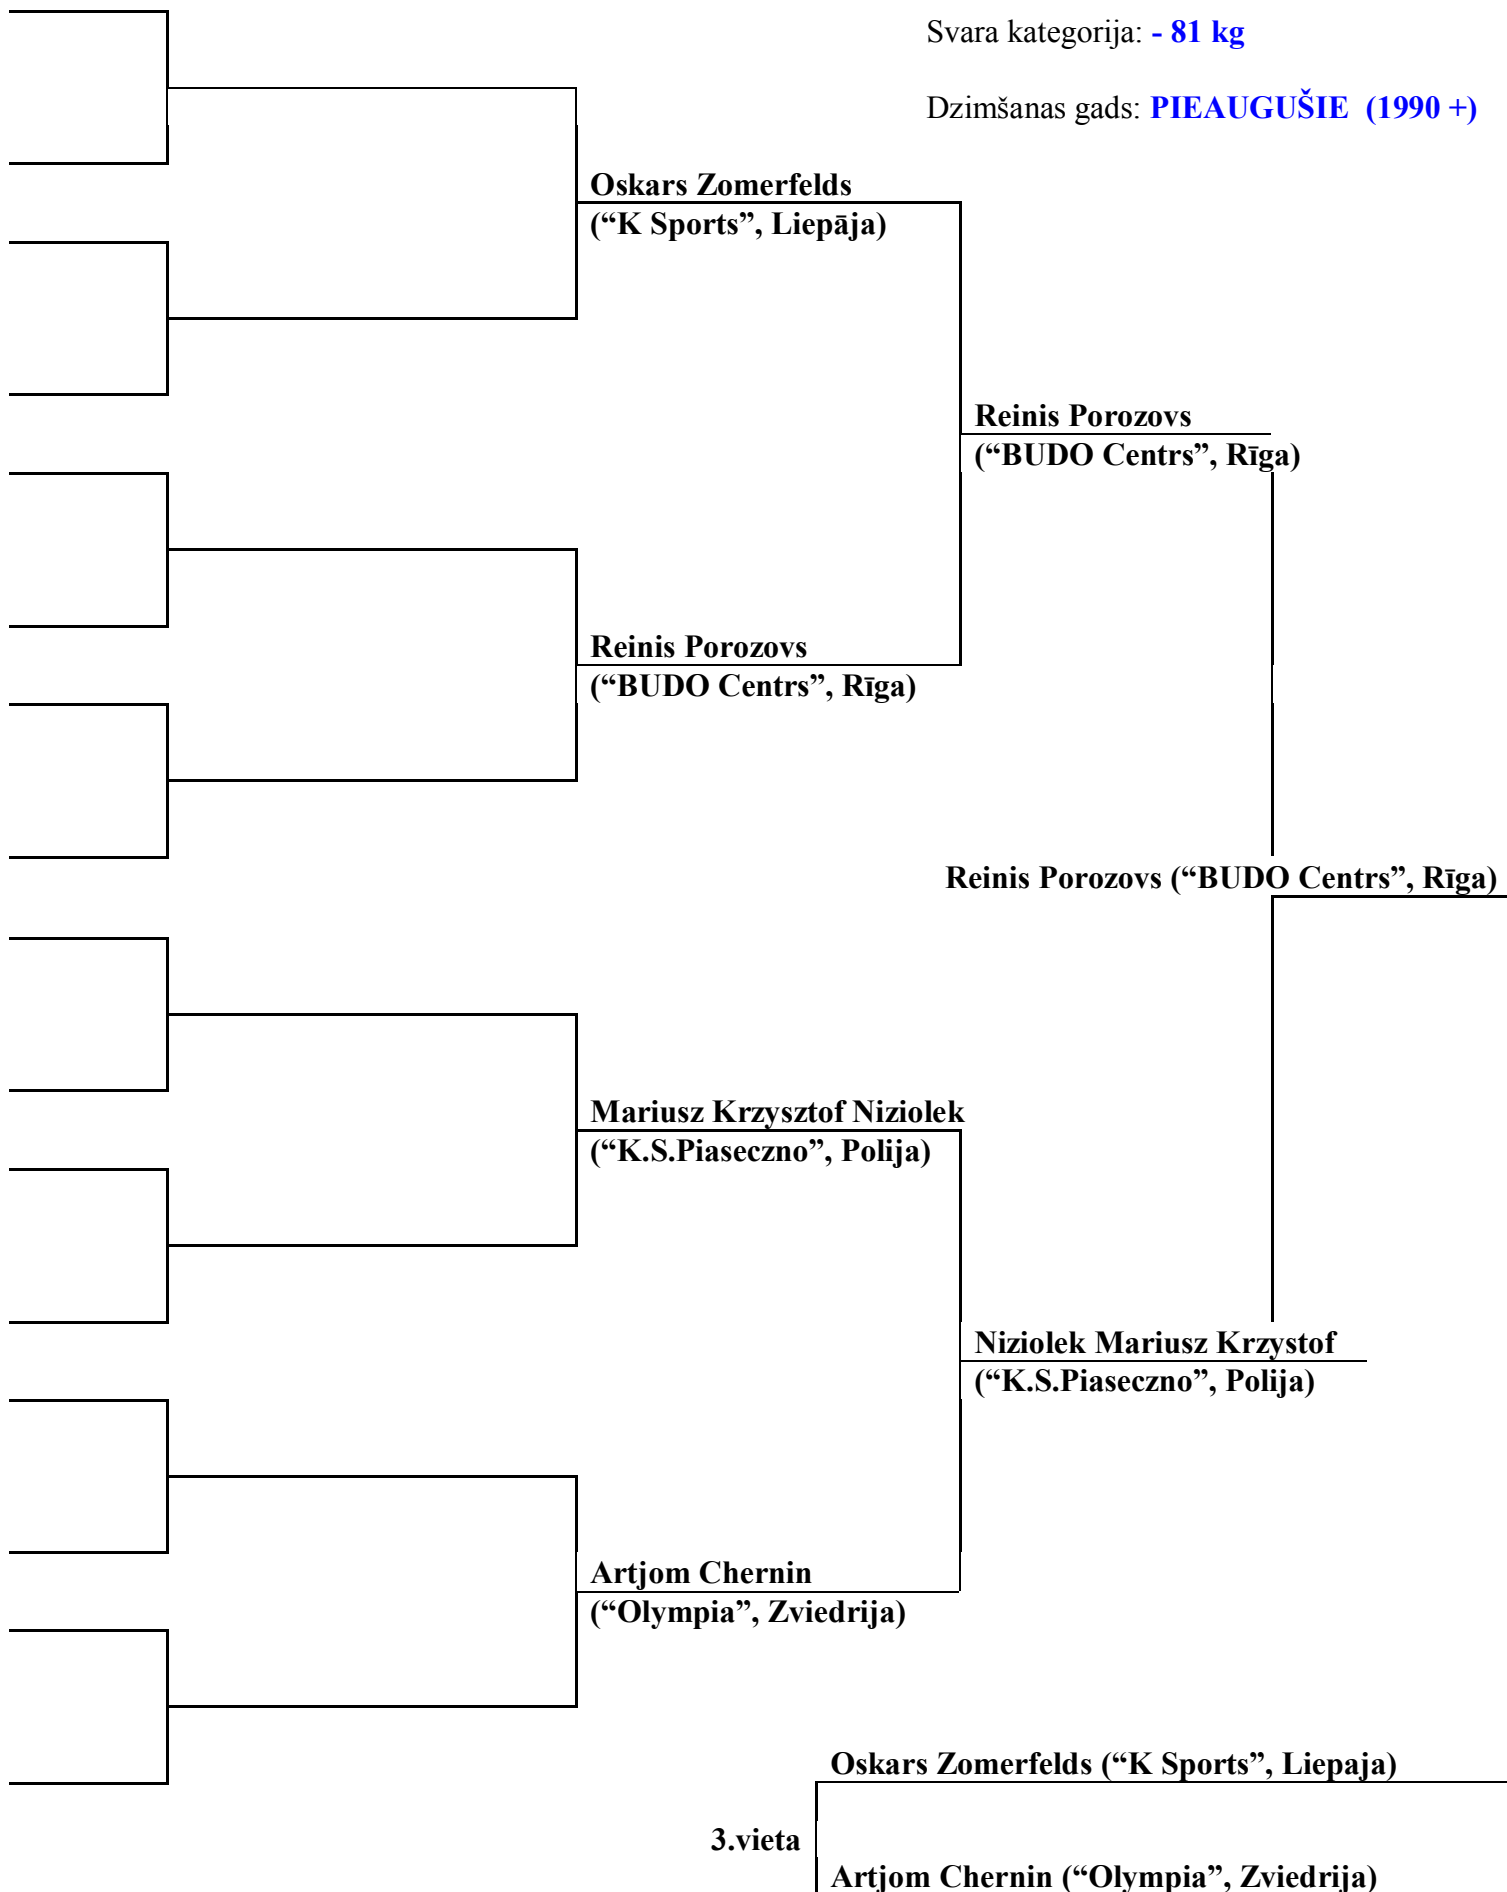 Svara kategorija: - 81 kg
Dzimšanas gads: PIEAUGUŠIE (1990 +)
Oskars Zomerfelds
(“K Sports”, Liepāja)
Reinis Porozovs
(“BUDO Centrs”, Rīga)
Reinis Porozovs
(“BUDO Centrs”, Rīga)
Reinis Porozovs (“BUDO Centrs”, Rīga)
Mariusz Krzysztof Niziolek
(“K.S.Piaseczno”, Polija)
Niziolek Mariusz Krzystof
(“K.S.Piaseczno”, Polija)
Artjom Chernin
(“Olympia”, Zviedrija)
Oskars Zomerfelds (“K Sports”, Liepaja)
3.vieta
Artjom Chernin (“Olympia”, Zviedrija)